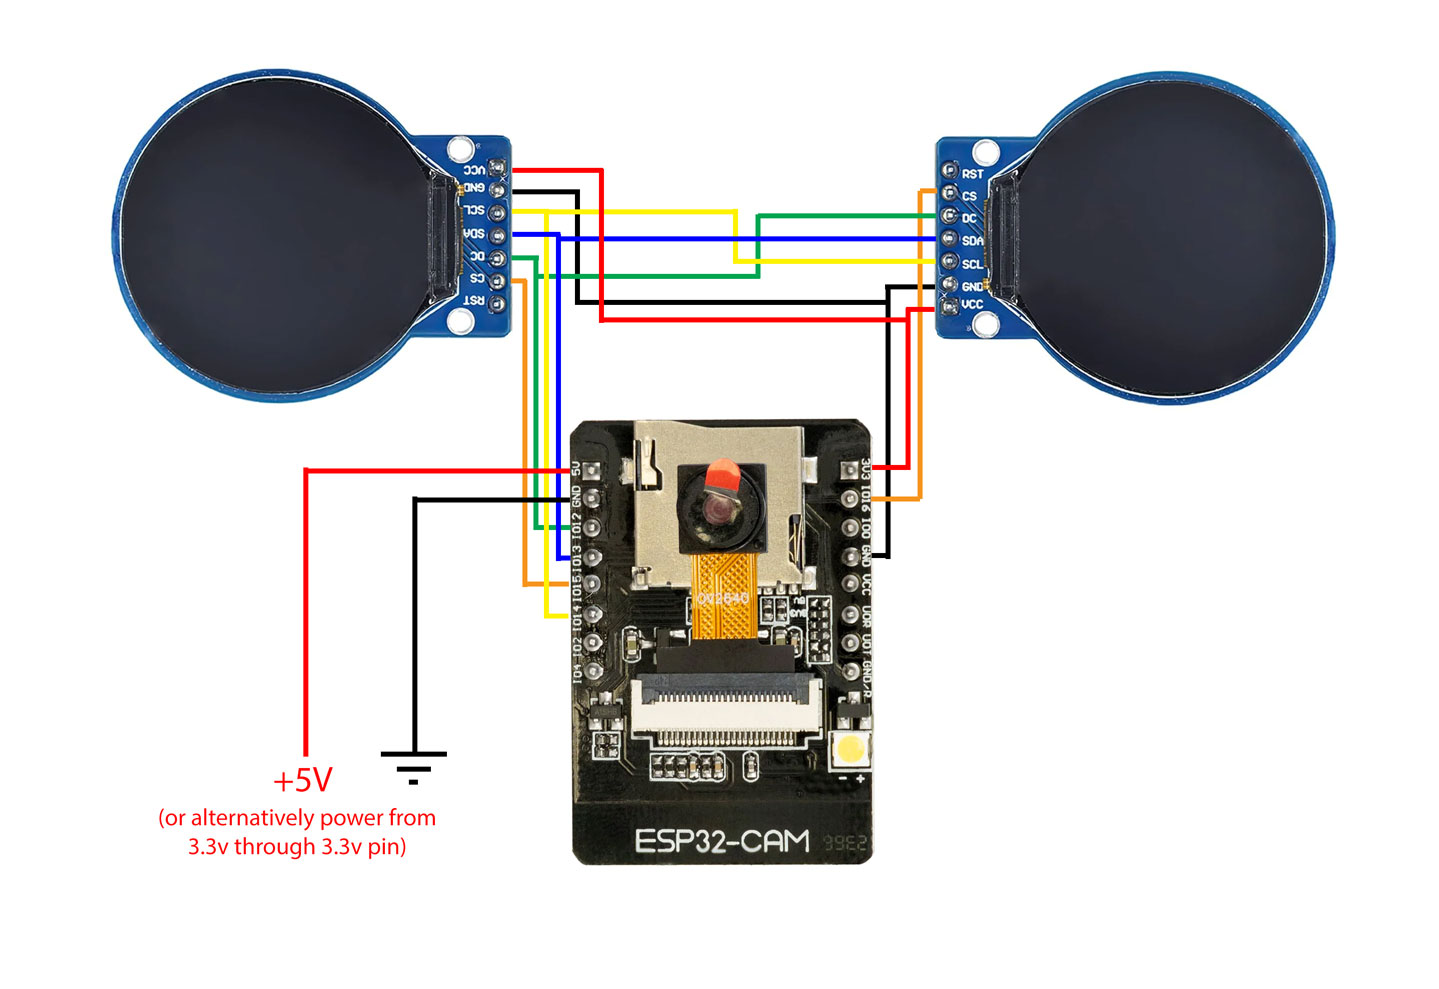 VCC
GND
SCL
SDA
DC
CS
RST
RST
CS
DC
SDA
SCL
GND
VCC
5V
GND
IO12
IO13
IO15
IO14
IO2
IO4
3V3
IO16
IO0
GND
VCC
UOR
UOT
GND/R
OV2640
- +
ESP32-CAM
+5V
(or alternatively power from
3.3v through 3.3v pin)